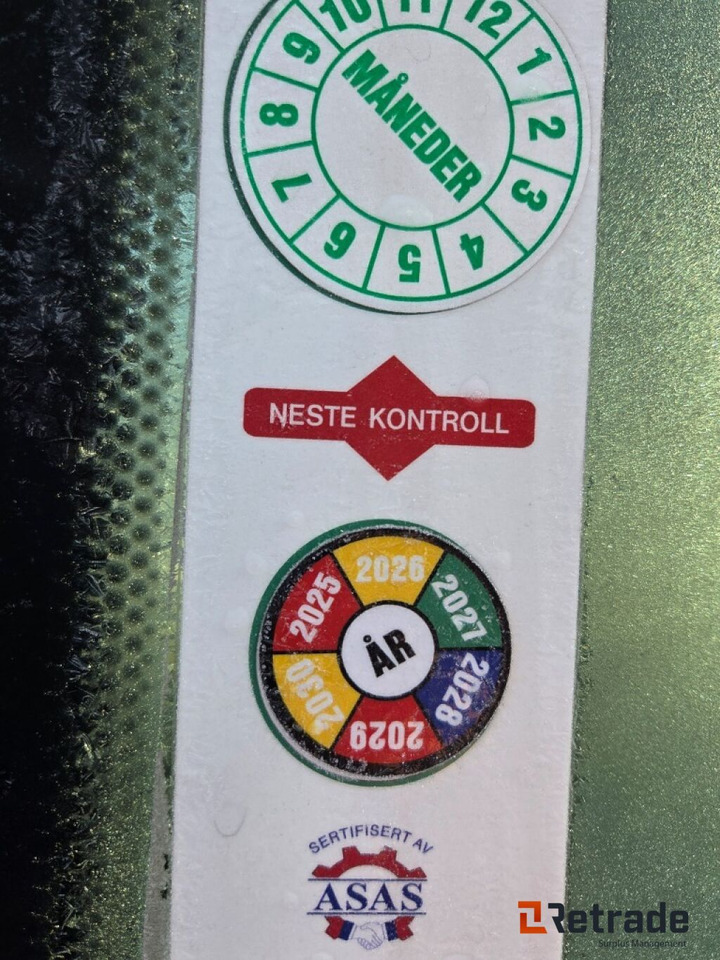 10 11 12 1 2 3 4 5 6 7 8 9
MÅNEDER
NESTE KONTROLL
2025 2026 2027 2028 2029 2030
ÅR
SERTIFISERT AV
ASAS
Retrade
Surplus Management